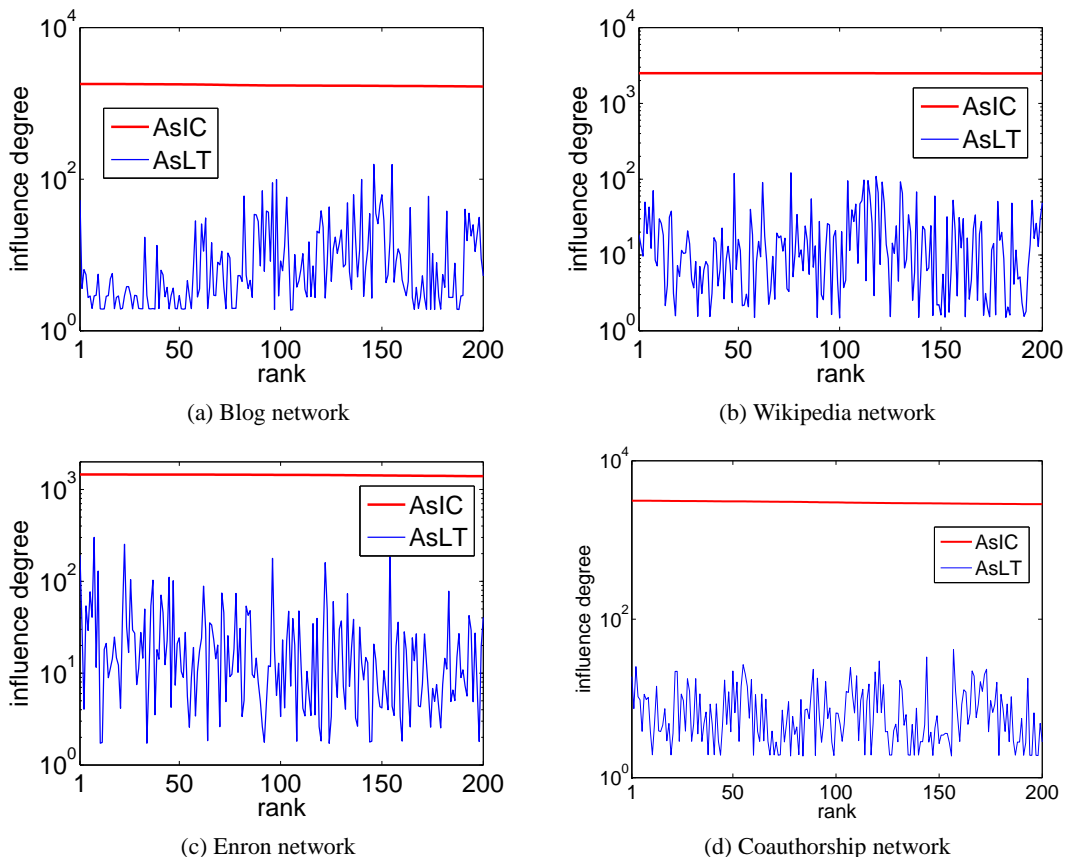 10^4
10^2
10^0
influence degree
AsIC
AsLT
1
50
100
150
200
rank
(a) Blog network
10^4
10^3
10^2
10^1
10^0
influence degree
AsIC
AsLT
1
50
100
150
200
rank
(b) Wikipedia network
10^3
10^2
10^1
10^0
influence degree
AsIC
AsLT
1
50
100
150
200
rank
(c) Enron network
10^4
10^2
10^0
influence degree
AsIC
AsLT
1
50
100
150
200
rank
(d) Coauthorship network